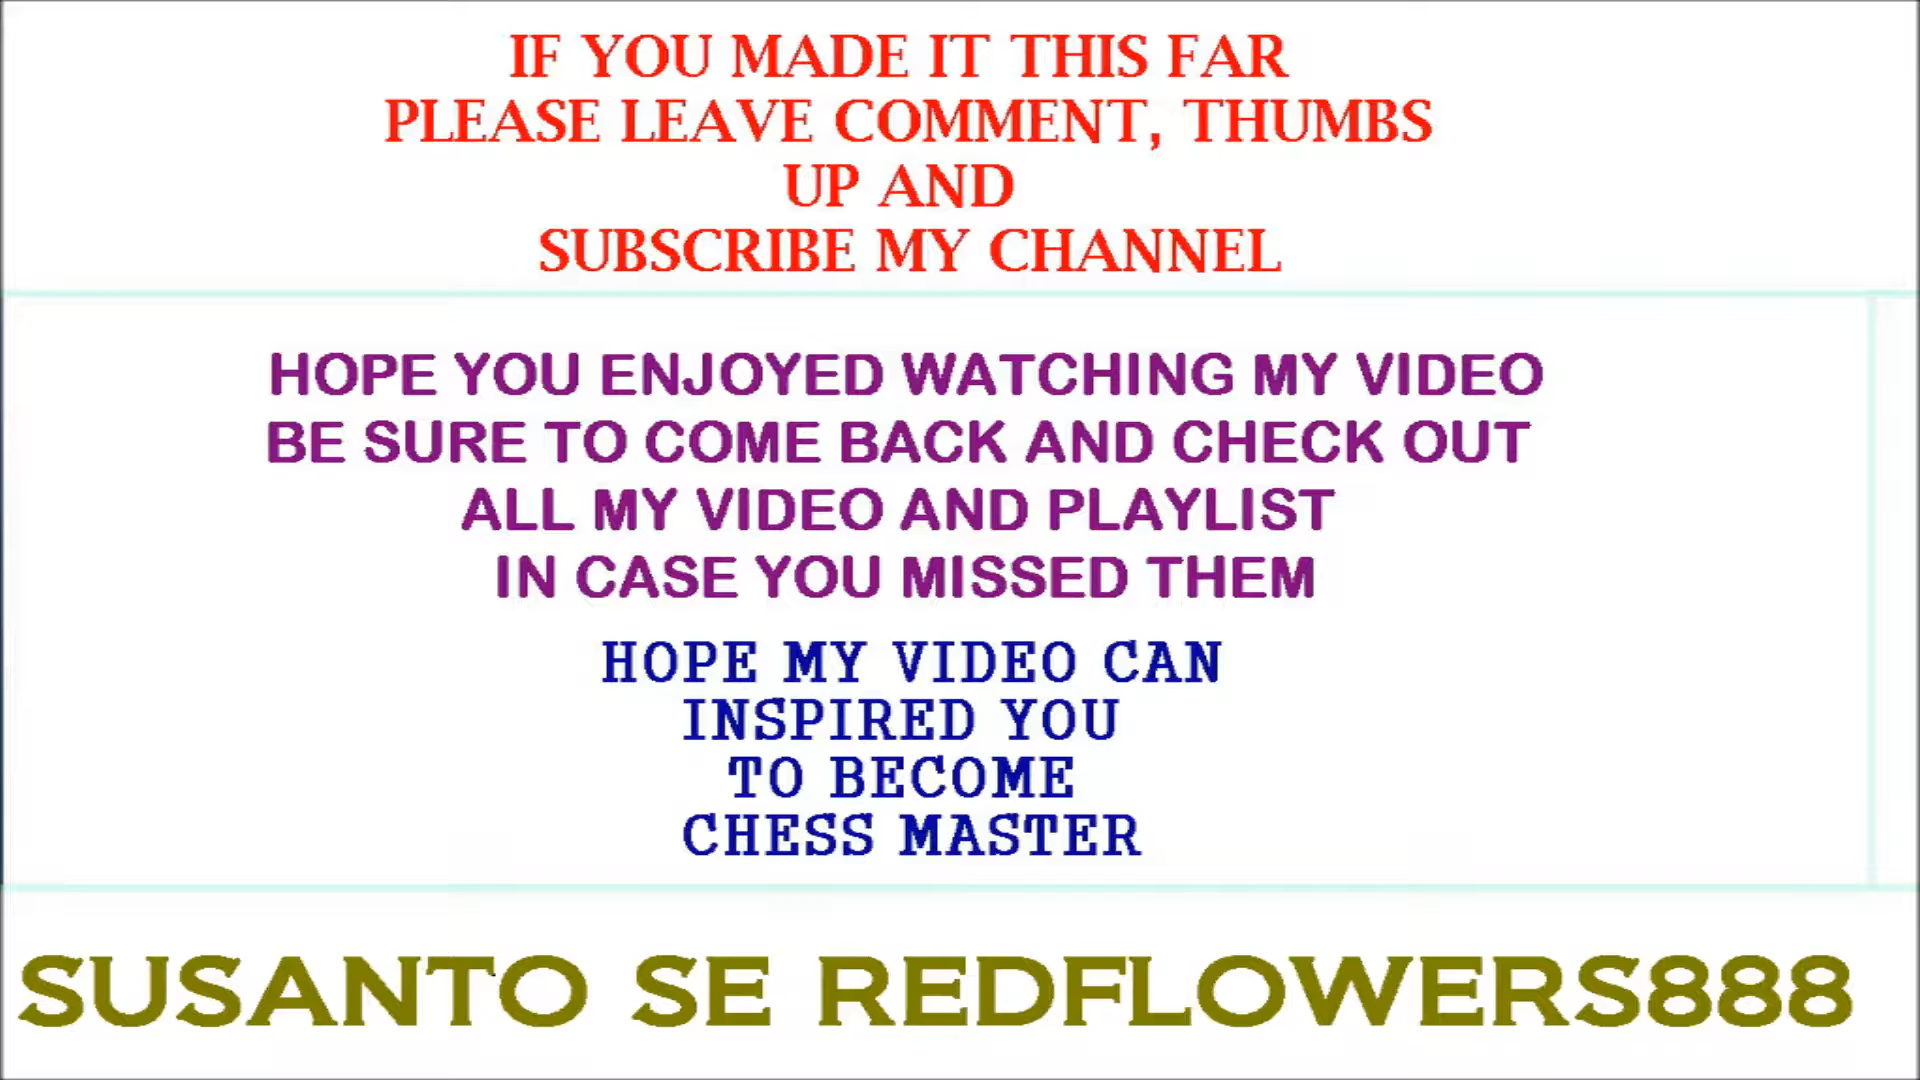 IF YOU MADE IT THIS FAR
PLEASE LEAVE COMMENT, THUMBS
UP AND
SUBSCRIBE MY CHANNEL
HOPE YOU ENJOYED WATCHING MY VIDEO
BE SURE TO COME BACK AND CHECK OUT
ALL MY VIDEO AND PLAYLIST
IN CASE YOU MISSED THEM
HOPE MY VIDEO CAN
INSPIRED YOU
TO BECOME
CHESS MASTER
SUSANTO SE REDFLOWERS888